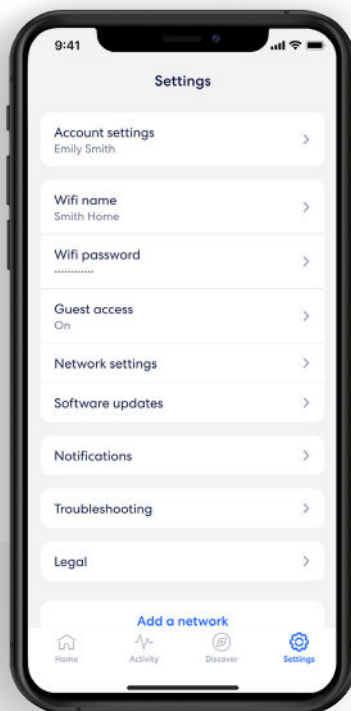 9:41
Settings
Account settings
Emily Smith
Wifi name
Smith Home
Wifi password
............
Guest access
On
Network settings
Software updates
Notifications
Troubleshooting
Legal
Add a network
Home
Activity
Discover
Settings